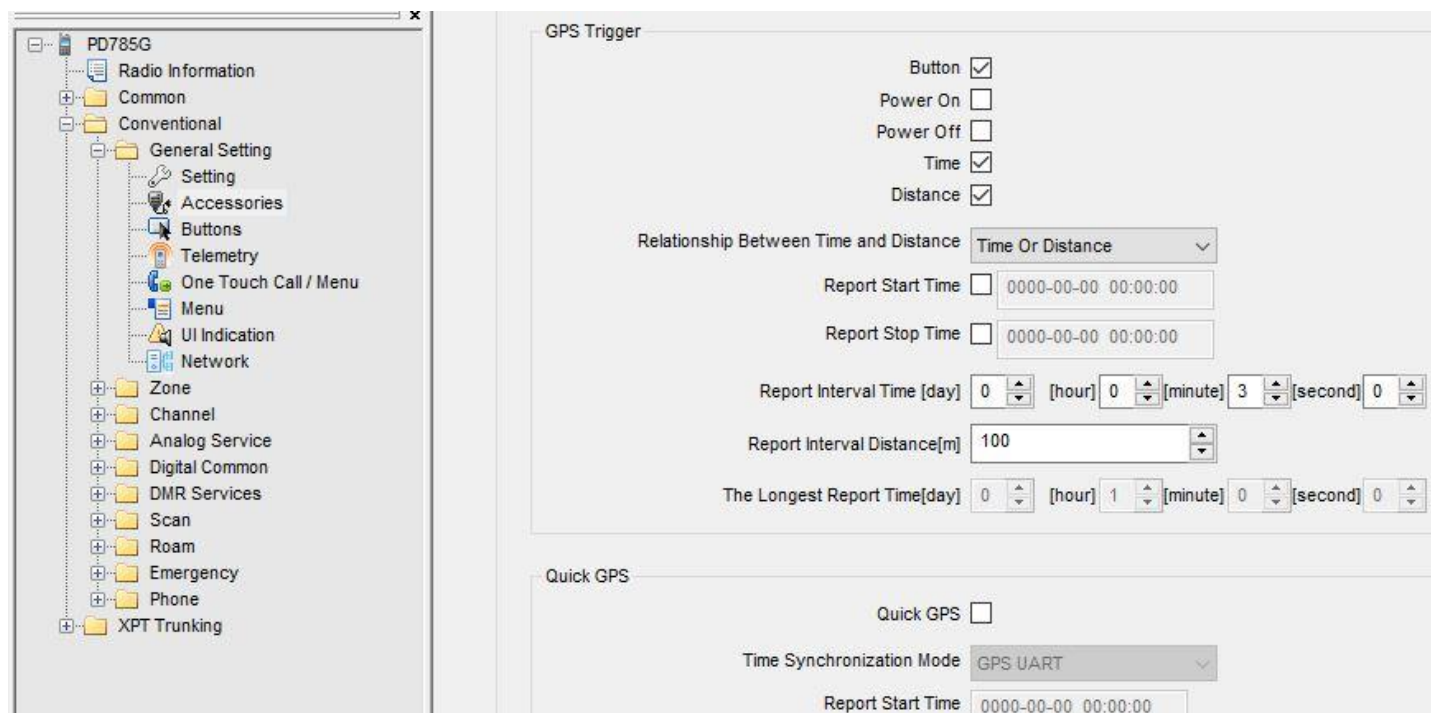 x
PD785G
Radio Information
Common
Conventional
General Setting
Setting
Accessories
Buttons
Telemetry
One Touch Call / Menu
Menu
UI Indication
Network
Zone
Channel
Analog Service
Digital Common
DMR Services
Scan
Roam
Emergency
Phone
XPT Trunking
GPS Trigger
Button
Power On
Power Off
Time
Distance
Relationship Between Time and Distance Time Or Distance
Report Start Time 0000-00-00 00:00:00
Report Stop Time 0000-00-00 00:00:00
Report Interval Time [day] 0 [hour] 0 [minute] 3 [second] 0
Report Interval Distance[m] 100
The Longest Report Time[day] 0 [hour] 1 [minute] 0 [second] 0
Quick GPS
Quick GPS
Time Synchronization Mode GPS UART
Report Start Time 0000-00-00 00:00:00